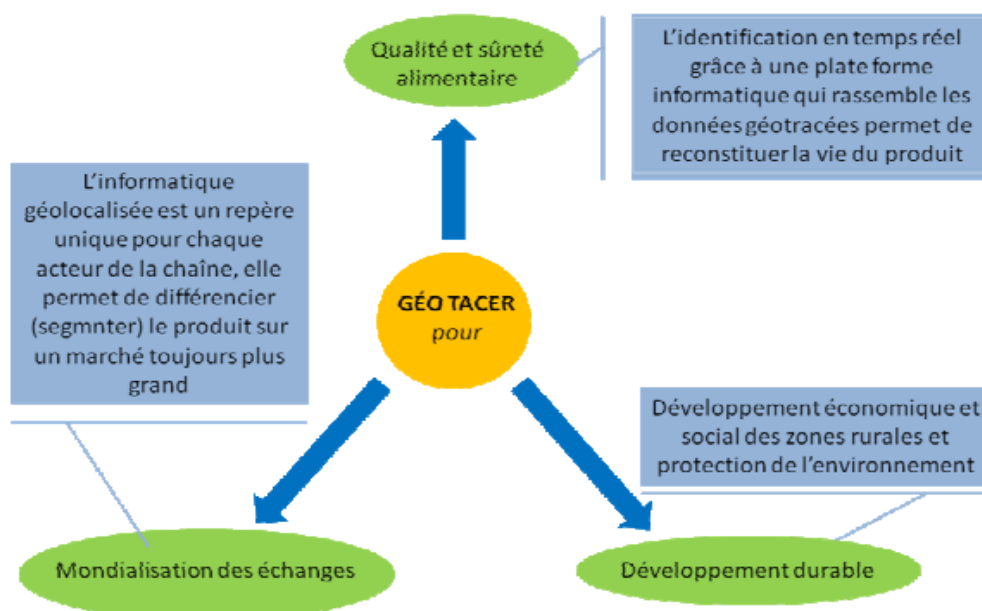 Qualité et sûreté
alimentaire
L'identification en temps réel
grâce à une plate forme
informatique qui rassemble les
données géotracées permet de
reconstituer la vie du produit
L'informatique
géolocalisée est un repère
unique pour chaque
acteur de la chaîne, elle
permet de différencier
(segmnter) le produit sur
un marché toujours plus
grand
GÉO TACER
pour
Développement économique et
social des zones rurales et
protection de l'environnement
Mondialisation des échanges
Développement durable